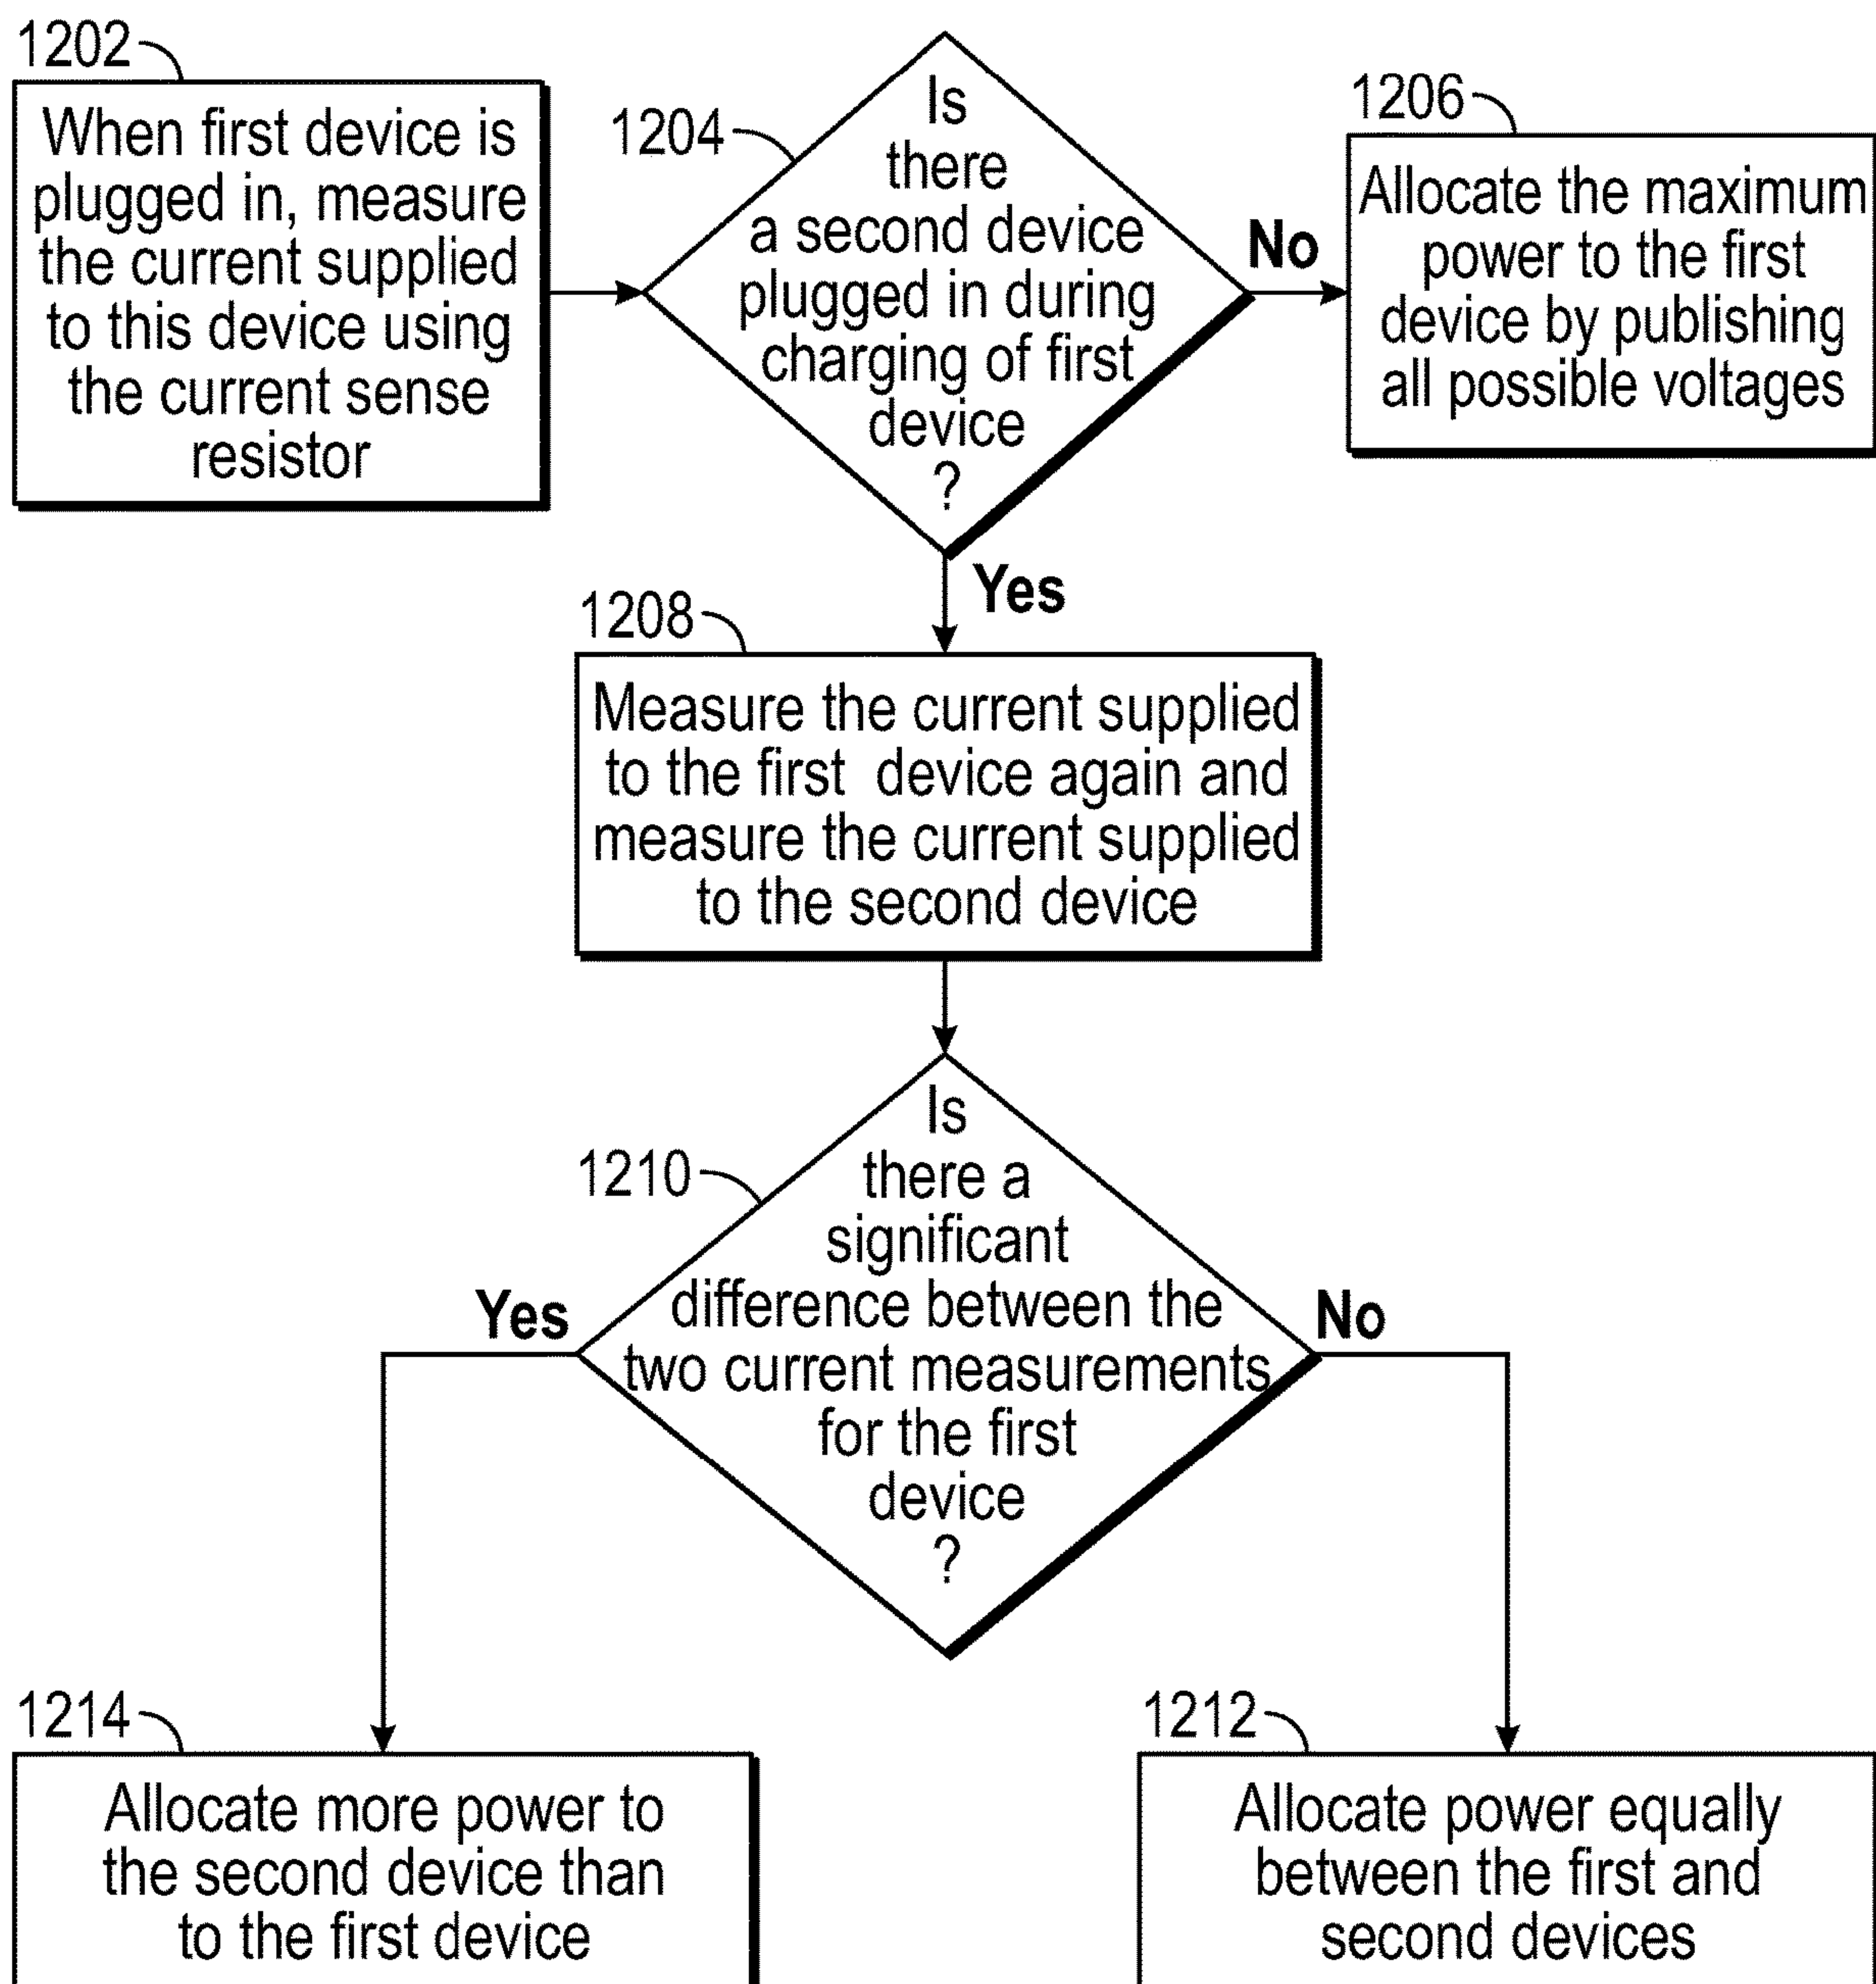 1202
When first device is
plugged in, measure
the current supplied
to this device using
the current sense
resistor
1204
Is
there
a second device
plugged in during
charging of first
device
?
No
1206
Allocate the maximum
power to the first
device by publishing
all possible voltages
Yes
1208
Measure the current supplied
to the first device again and
measure the current supplied
to the second device
1210
Is
there a
significant
difference between the
two current measurements
for the first
device
?
Yes
No
1214
Allocate more power to
the second device than
to the first device
1212
Allocate power equally
between the first and
second devices